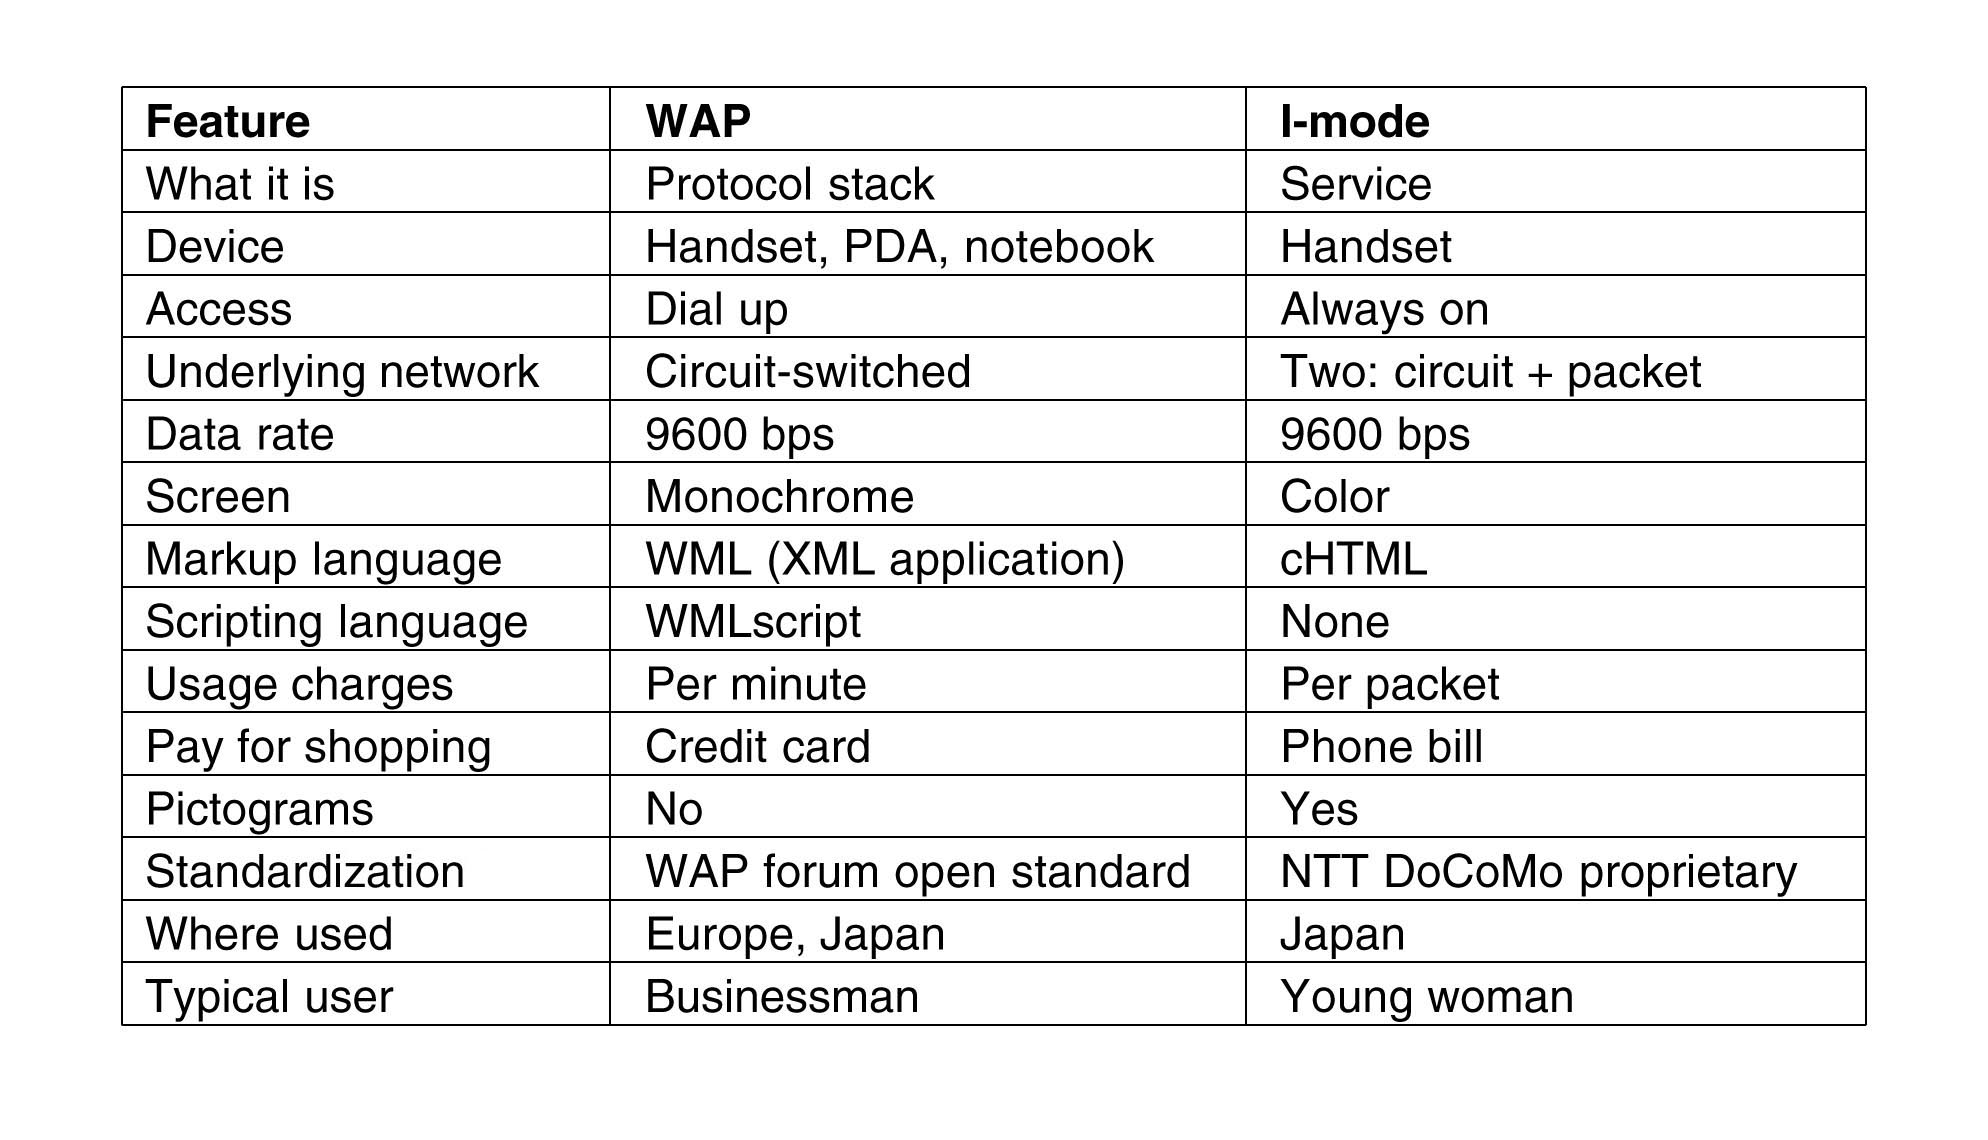 Feature WAP I-mode
What it is Protocol stack Service
Device Handset, PDA, notebook Handset
Access Dial up Always on
Underlying network Circuit-switched Two: circuit + packet
Data rate 9600 bps 9600 bps
Screen Monochrome Color
Markup language WML (XML application) cHTML
Scripting language WMLscript None
Usage charges Per minute Per packet
Pay for shopping Credit card Phone bill
Pictograms No Yes
Standardization WAP forum open standard NTT DoCoMo proprietary
Where used Europe, Japan Japan
Typical user Businessman Young woman